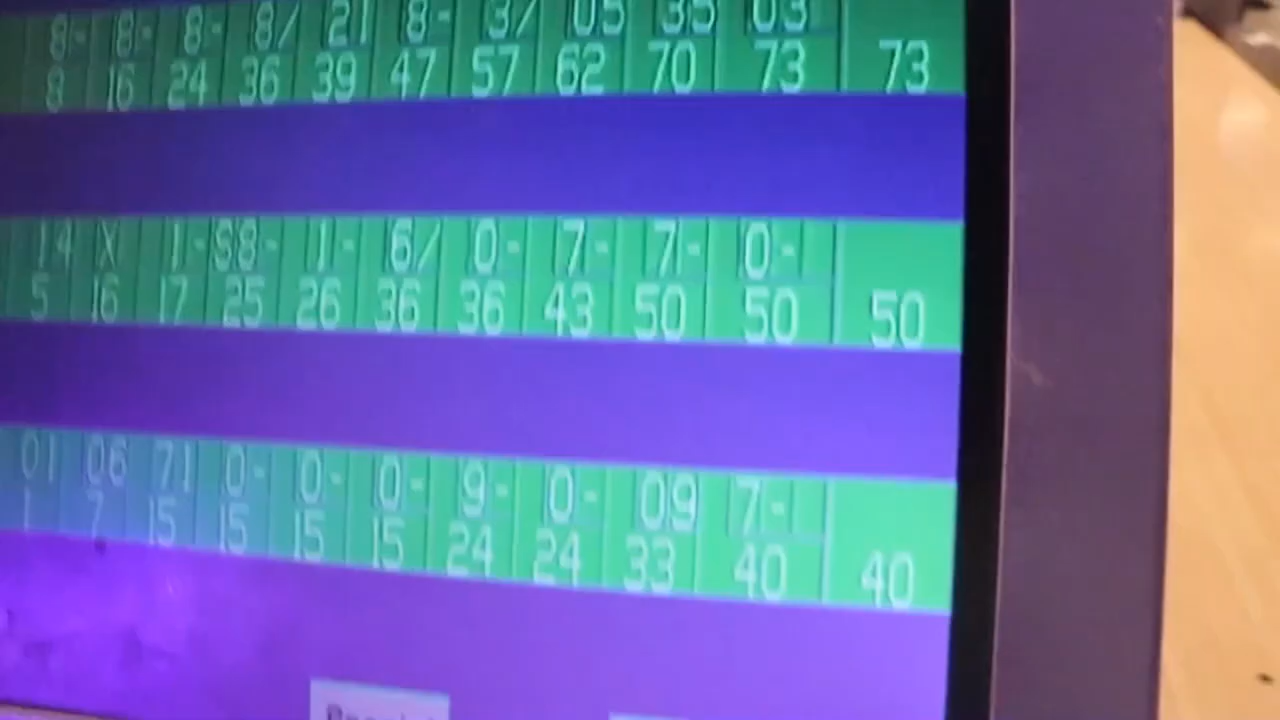 8- 8- 8- 8/ 21 8- 3/ 05 35 03
8 16 24 36 39 47 57 62 70 73 73
14 X 1- S8- 1- 6/ 0- 7- 7- 0-
5 16 17 25 26 36 36 43 50 50 50
01 06 71 0- 0- 0- 9- 0- 09 7-
1 7 15 15 15 15 24 24 33 40 40